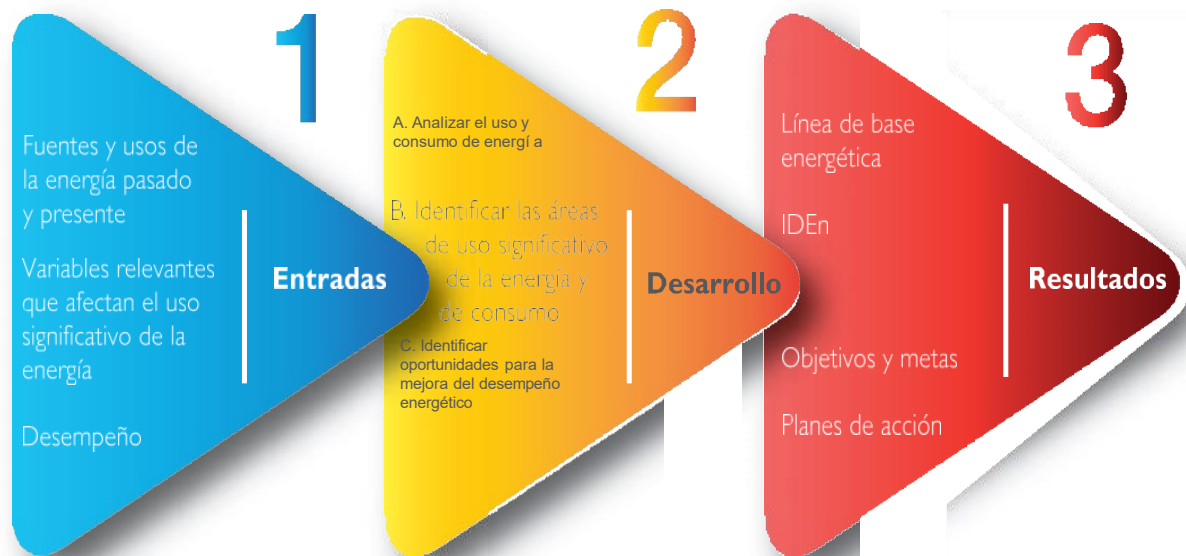 1
Fuentes y usos de
la energía pasado
y presente
Variables relevantes
que afectan el uso
significativo de la
energía
Desempeño
Entradas
2
A. Analizar el uso y
consumo de energí a
B. Identificar las áreas
de uso significativo
de la energía y
de consumo
C. Identificar
oportunidades para la
mejora del desempeño
energético
Desarrollo
3
Línea de base
energética
IDEn
Objetivos y metas
Planes de acción
Resultados